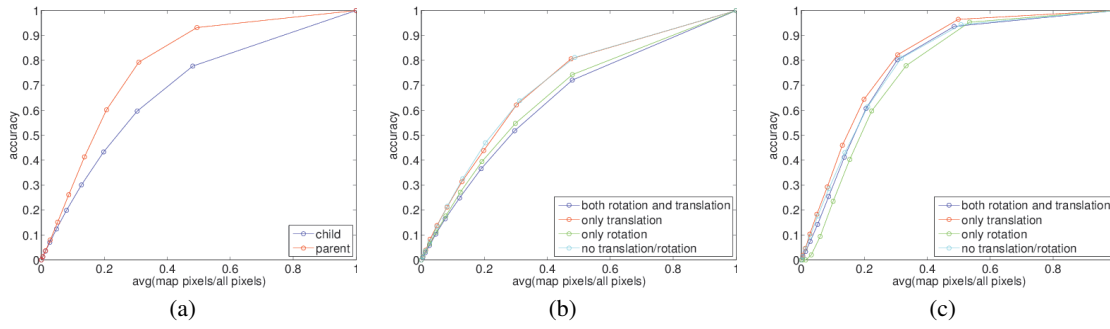 1
0.9
0.8
0.7
0.6
0.5
0.4
0.3
0.2
0.1
0
accuracy
0 0.2 0.4 0.6 0.8 1
avg(map pixels/all pixels)
child
parent
(a)
1
0.9
0.8
0.7
0.6
0.5
0.4
0.3
0.2
0.1
0
accuracy
0 0.2 0.4 0.6 0.8 1
avg(map pixels/all pixels)
both rotation and translation
only translation
only rotation
no translation/rotation
(b)
1
0.9
0.8
0.7
0.6
0.5
0.4
0.3
0.2
0.1
0
accuracy
0 0.2 0.4 0.6 0.8
avg(map pixels/all pixels)
both rotation and translation
only translation
only rotation
no translation/rotation
(c)